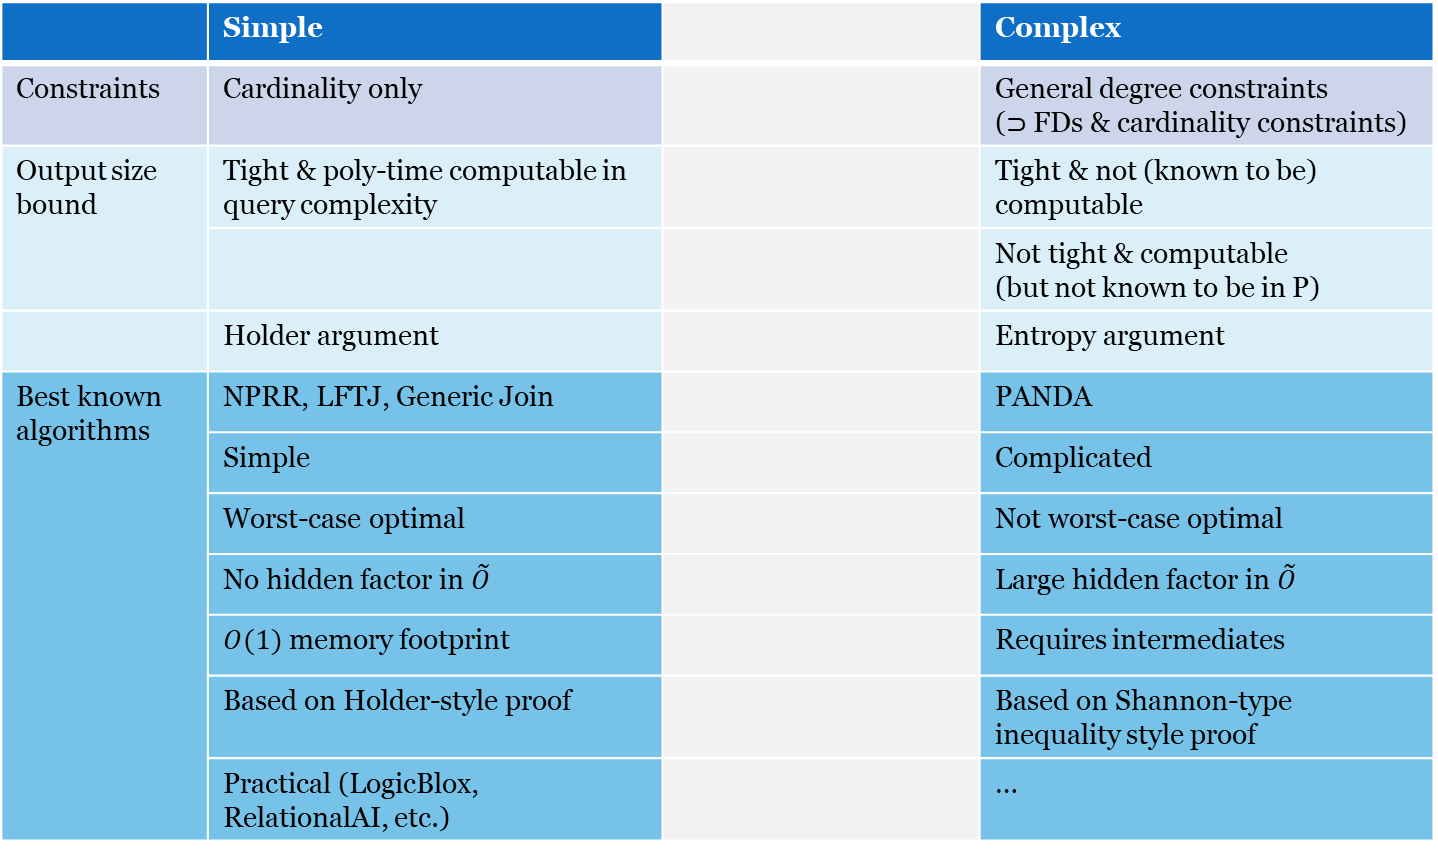 Simple
Complex
Constraints
Cardinality only
General degree constraints
(⊃ FDs & cardinality constraints)
Output size
bound
Tight & poly-time computable in
query complexity
Tight & not (known to be)
computable
Not tight & computable
(but not known to be in P)
Holder argument
Entropy argument
Best known
algorithms
NPRR, LFTJ, Generic Join
PANDA
Simple
Complicated
Worst-case optimal
Not worst-case optimal
No hidden factor in Õ
Large hidden factor in Õ
O(1) memory footprint
Requires intermediates
Based on Holder-style proof
Based on Shannon-type
inequality style proof
Practical (LogicBlox,
RelationalAI, etc.)
...